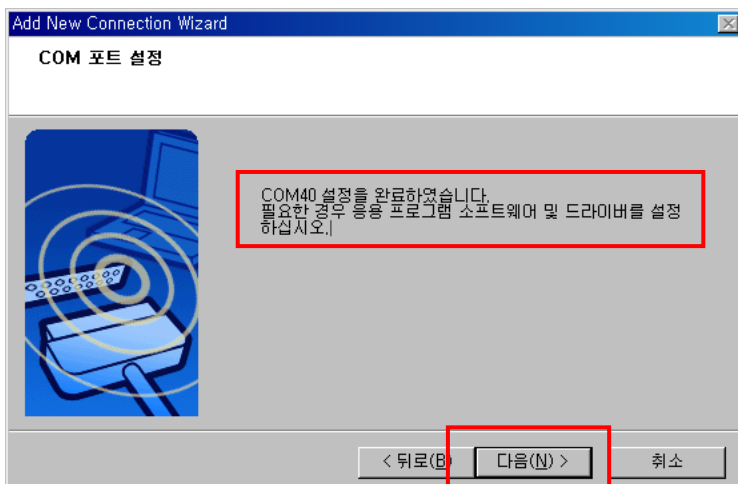 Add New Connection Wizard
COM 포트 설정
COM40 설정을 완료하였습니다.
필요한 경우 응용 프로그램 소프트웨어 및 드라이버를 설정
하십시오.
< 뒤로(B)
다음(N) >
취소